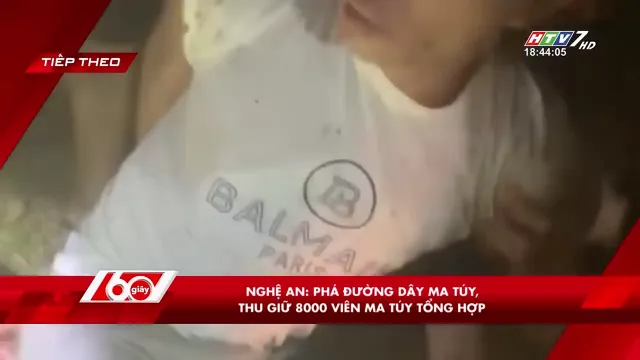 TIẾP THEO
HTV7 HD
18:44:05
B
BALMAIN
PARIS
60 giây
NGHỆ AN: PHÁ ĐƯỜNG DÂY MA TÚY,
THU GIỮ 8000 VIÊN MA TÚY TỔNG HỢP